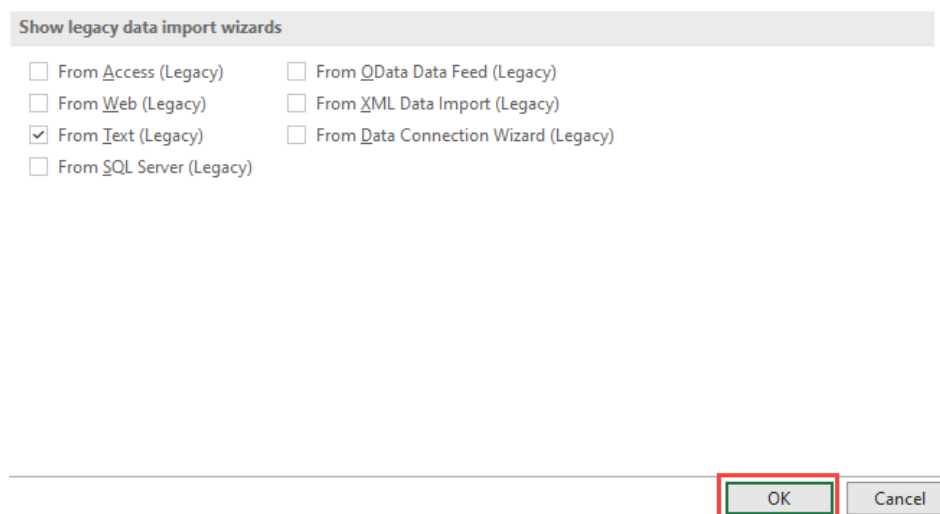 Show legacy data import wizards
From Access (Legacy)
From OData Data Feed (Legacy)
From Web (Legacy)
From XML Data Import (Legacy)
From Text (Legacy)
From Data Connection Wizard (Legacy)
From SQL Server (Legacy)
OK
Cancel